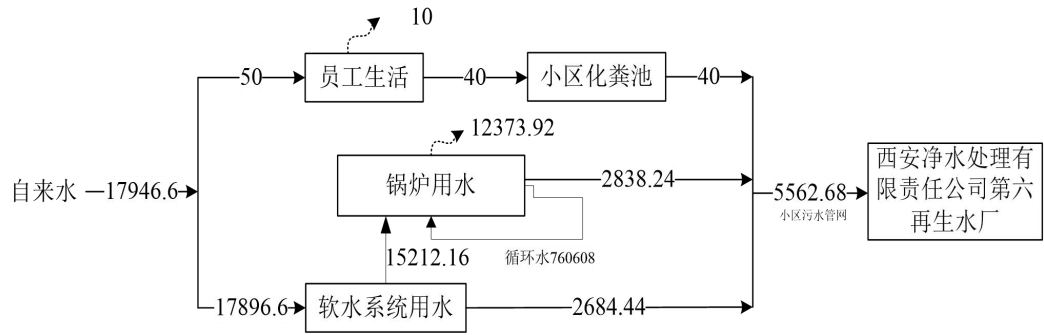 10
50
员工生活
40
小区化粪池
40
12373.92
自来水
17946.6
锅炉用水
2838.24
5562.68
小区污水管网
西安净水处理有
限责任公司第六
再生水厂
15212.16
循环水760608
17896.6
软水系统用水
2684.44